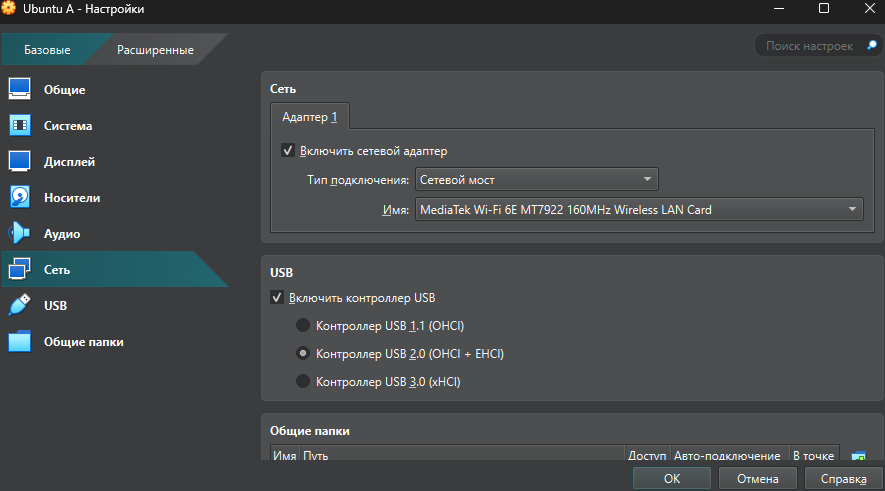 Ubuntu A - Настройки
Базовые Расширенные
Поиск настроек
Общие
Система
Дисплей
Носители
Аудио
Сеть
USB
Общие папки
Сеть
Адаптер 1
Включить сетевой адаптер
Тип подключения: Сетевой мост
Имя: MediaTek Wi-Fi 6E MT7922 160MHz Wireless LAN Card
USB
Включить контроллер USB
Контроллер USB 1.1 (OHCI)
Контроллер USB 2.0 (OHCI + EHCI)
Контроллер USB 3.0 (xHCI)
Общие папки
Имя Путь Доступ Авто-подключение В точке
OK Отмена Справка